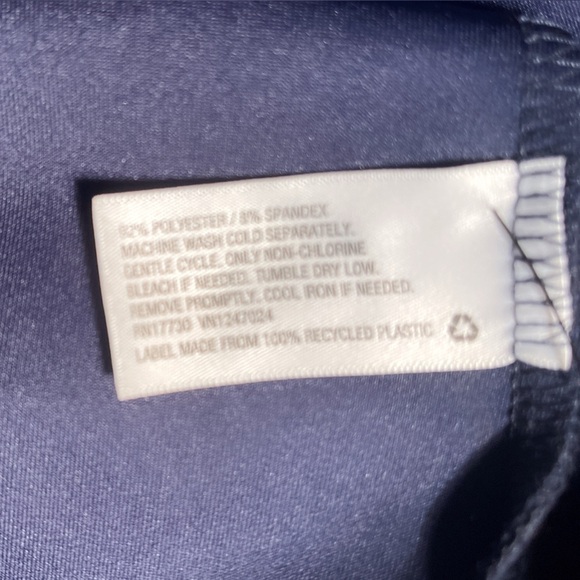 92% POLYESTER / 8% SPANDEX
MACHINE WASH COLD SEPARATELY.
GENTLE CYCLE. ONLY NON-CHLORINE
BLEACH IF NEEDED. TUMBLE DRY LOW.
REMOVE PROMPTLY. COOL IRON IF NEEDED.
RN17730 VN1247024
LABEL MADE FROM 100% RECYCLED PLASTIC.